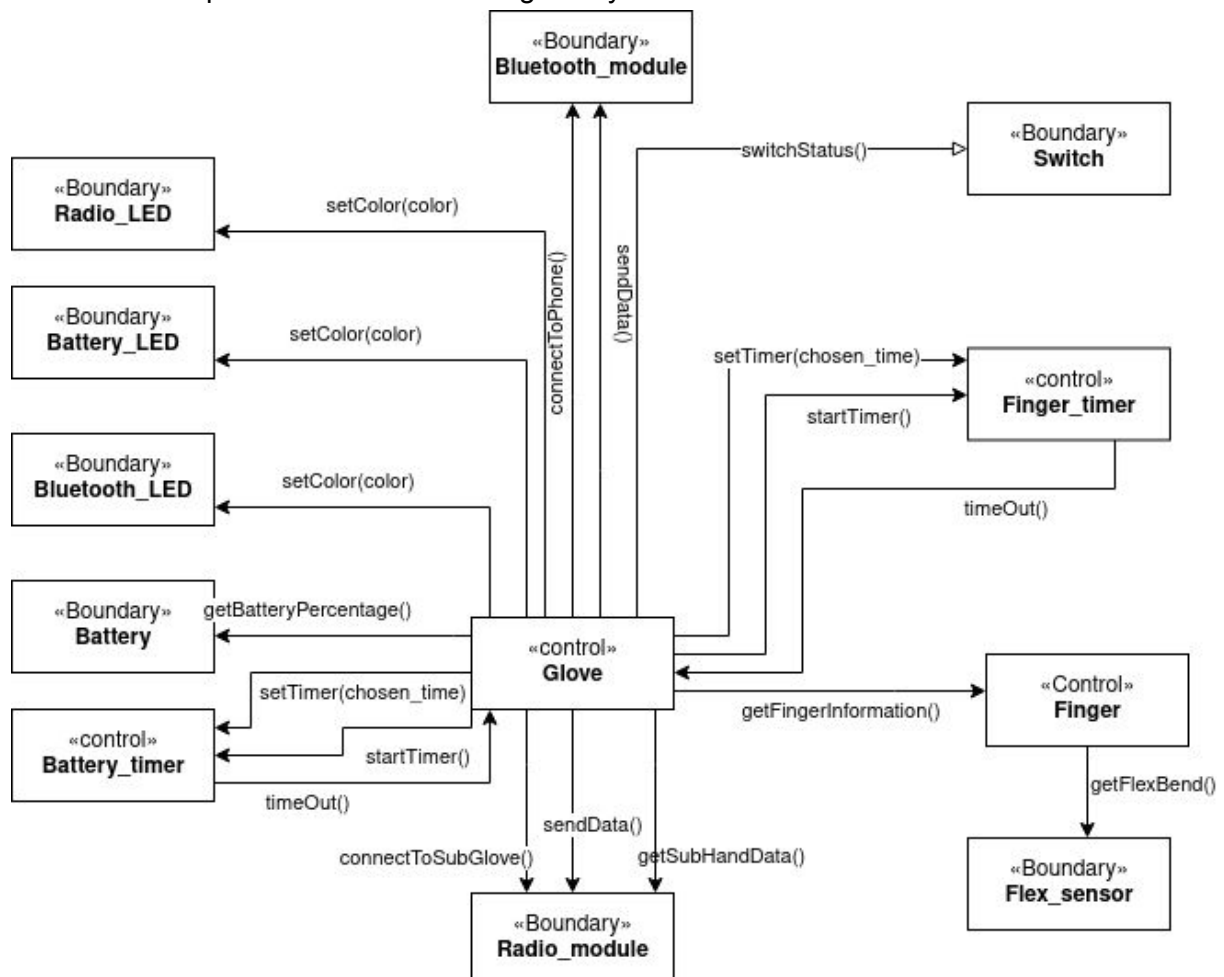 «Boundary»
Bluetooth_module
«Boundary»
Switch
switchStatus()
«Boundary»
Radio_LED
setColor(color)
connectToPhone()
sendData()
«Boundary»
Battery_LED
setColor(color)
setTimer(chosen_time)
«control»
Finger_timer
startTimer()
«Boundary»
Bluetooth_LED
setColor(color)
timeOut()
«Boundary»
Battery
getBatteryPercentage()
«control»
Glove
setTimer(chosen_time)
«control»
Battery_timer
startTimer()
timeOut()
getFingerInformation()
«Control»
Finger
getFlexBend()
connectToSubGlove()
sendData()
getSubHandData()
«Boundary»
Radio_module
«Boundary»
Flex_sensor